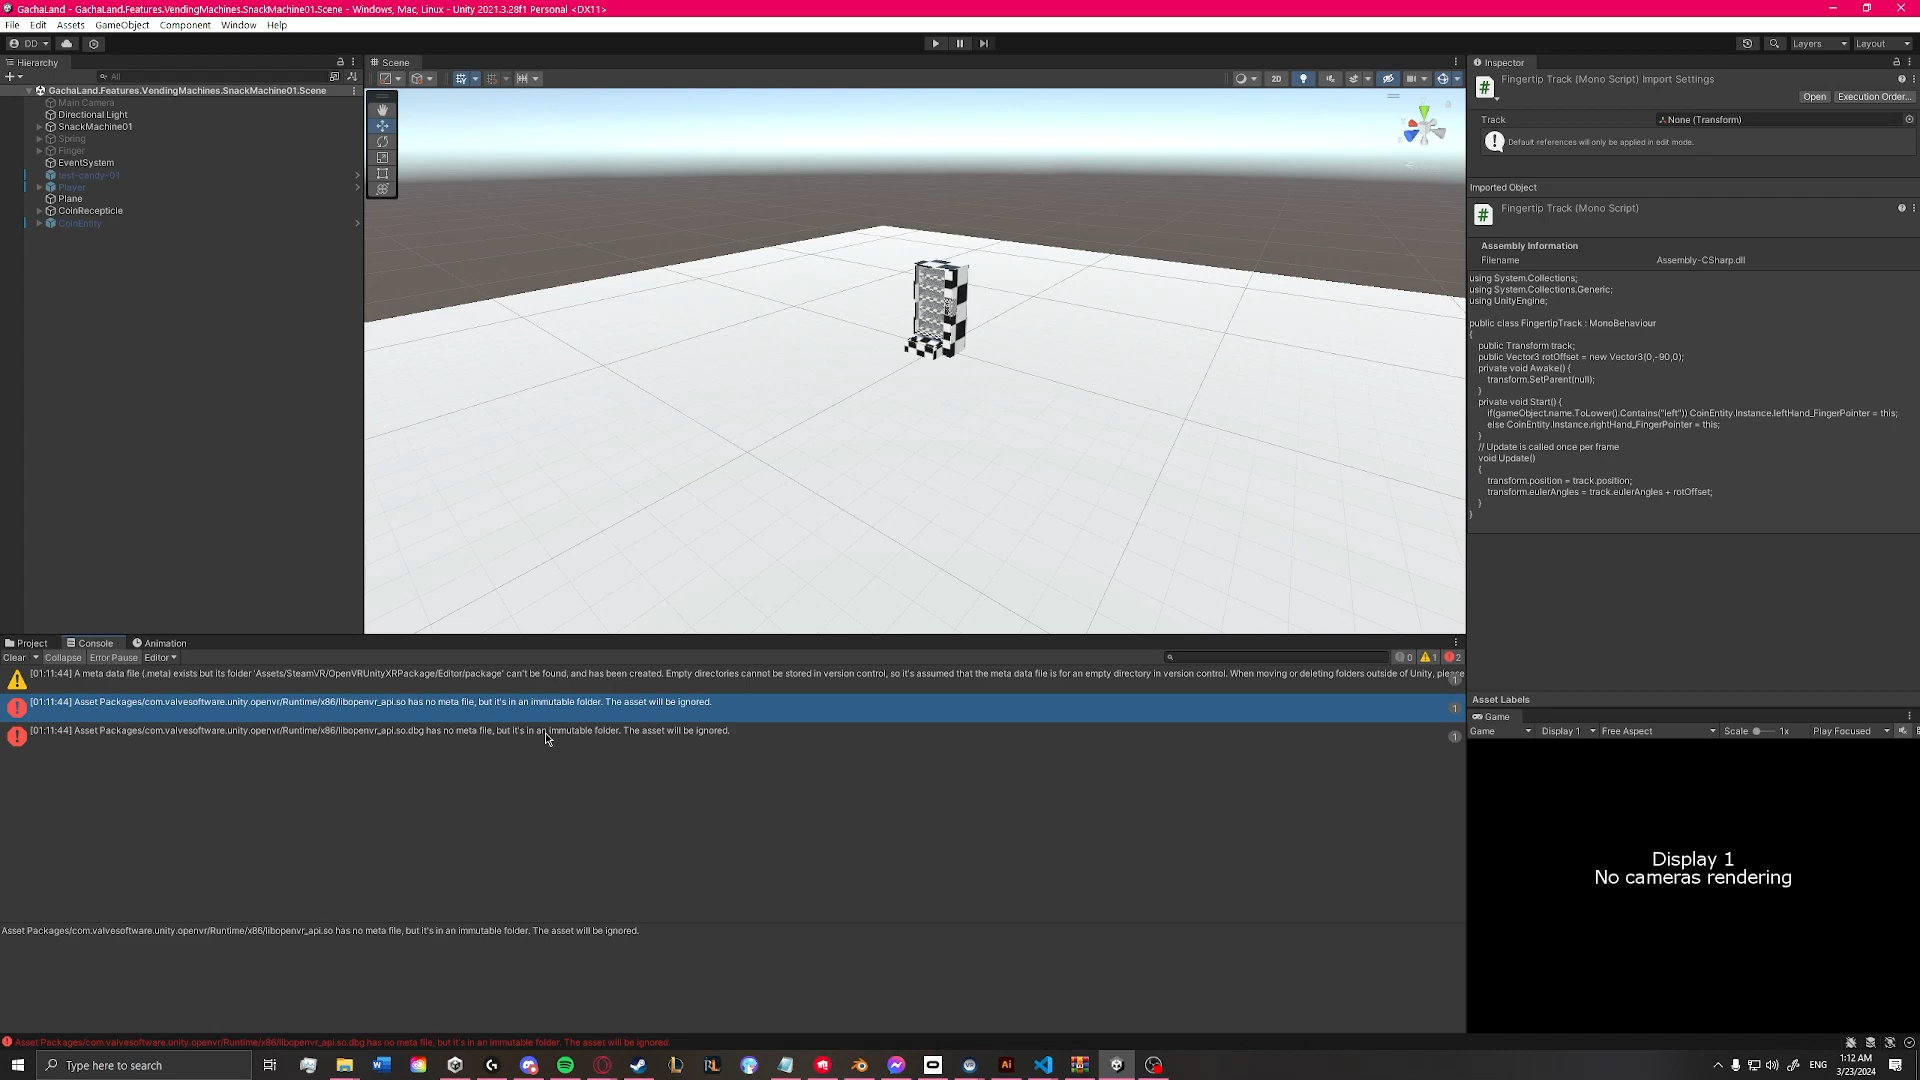 GachaLand - GachaLand.Features.VendingMachines.SnackMachine01.Scene - Windows, Mac, Linux - Unity 2021.3.28f1 Personal <DX11>
File Edit Assets GameObject Component Window Help
DD
Layers Layout
Hierarchy
All
GachaLand.Features.VendingMachines.SnackMachine01.Scene
Main Camera
Directional Light
SnackMachine01
Spring
Finger
EventSystem
test-candy-01
Player
Plane
CoinRecepticle
CoinEntity
Scene
2D
Inspector
Fingertip Track (Mono Script) Import Settings
Open Execution Order...
Track None (Transform)
Default references will only be applied in edit mode.
Imported Object
Fingertip Track (Mono Script)
Assembly Information
Filename Assembly-CSharp.dll
using System.Collections;
using System.Collections.Generic;
using UnityEngine;
public class FingertipTrack : MonoBehaviour
{
public Transform track;
public Vector3 rotOffset = new Vector3(0,-90,0);
private void Awake() {
transform.SetParent(null);
}
private void Start() {
if(gameObject.name.ToLower().Contains("left")) CoinEntity.Instance.leftHand_FingerPointer = this;
else CoinEntity.Instance.rightHand_FingerPointer = this;
}
// Update is called once per frame
void Update()
{
transform.position = track.position;
transform.eulerAngles = track.eulerAngles + rotOffset;
}
}
Asset Labels
Game
Game Display 1 Free Aspect Scale 1x Play Focused
Display 1
No cameras rendering
Project Console Animation
Clear Collapse Error Pause Editor 0 1 2
[01:11:44] A meta data file (.meta) exists but its folder 'Assets/SteamVR/OpenVRUnityXRPackage/Editor/package' can't be found, and has been created. Empty directories cannot be stored in version control, so it's assumed that the meta data file is for an empty directory in version control. When moving or deleting folders outside of Unity, please
1
[01:11:44] Asset Packages/com.valvesoftware.unity.openvr/Runtime/x86/libopenvr_api.so has no meta file, but it's in an immutable folder. The asset will be ignored.
1
[01:11:44] Asset Packages/com.valvesoftware.unity.openvr/Runtime/x86/libopenvr_api.so.dbg has no meta file, but it's in an immutable folder. The asset will be ignored.
1
Asset Packages/com.valvesoftware.unity.openvr/Runtime/x86/libopenvr_api.so has no meta file, but it's in an immutable folder. The asset will be ignored.
Asset Packages/com.valvesoftware.unity.openvr/Runtime/x86/libopenvr_api.so.dbg has no meta file, but it's in an immutable folder. The asset will be ignored.
Type here to search
ENG
1:12 AM
3/23/2024